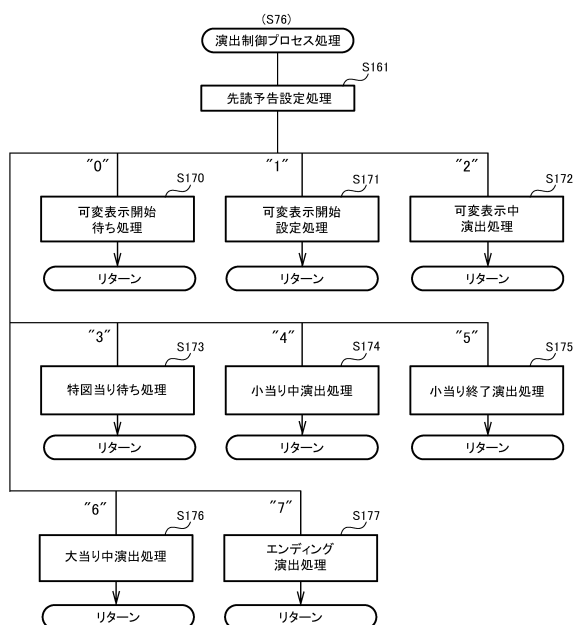 (S76)
演出制御プロセス処理
S161
先読予告設定処理
"0"
S170
可変表示開始
待ち処理
リターン
"1"
S171
可変表示開始
設定処理
リターン
"2"
S172
可変表示中
演出処理
リターン
"3"
S173
特図当り待ち処理
リターン
"4"
S174
小当り中演出処理
リターン
"5"
S175
小当り終了演出処理
リターン
"6"
S176
大当り中演出処理
リターン
"7"
S177
エンディング
演出処理
リターン